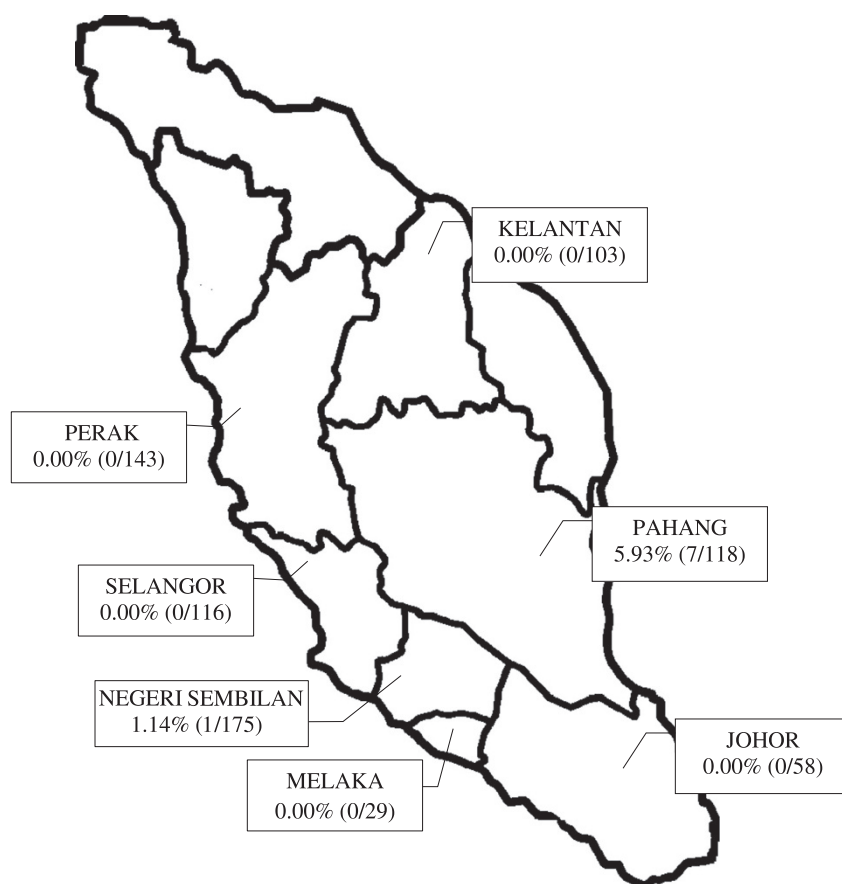 KELANTAN
0.00% (0/103)
PERAK
0.00% (0/143)
PAHANG
5.93% (7/118)
SELANGOR
0.00% (0/116)
NEGERI SEMBILAN
1.14% (1/175)
JOHOR
0.00% (0/58)
MELAKA
0.00% (0/29)